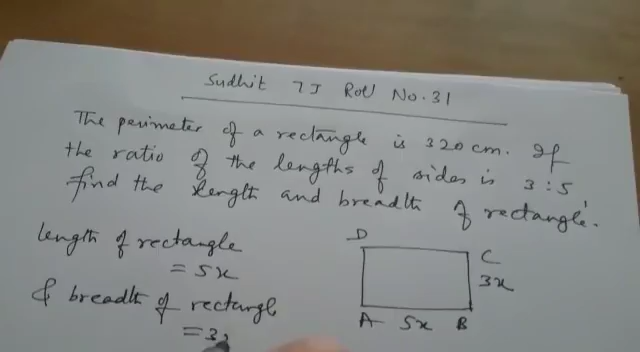 Sudhit 7J Roll No. 31
The perimeter of a rectangle is 320 cm. If
the ratio of the lengths of sides is 3:5
find the length and breadth of rectangle.
length of rectangle
= 5x
& breadth of rectangle
= 3x
D
C
3x
A 5x B